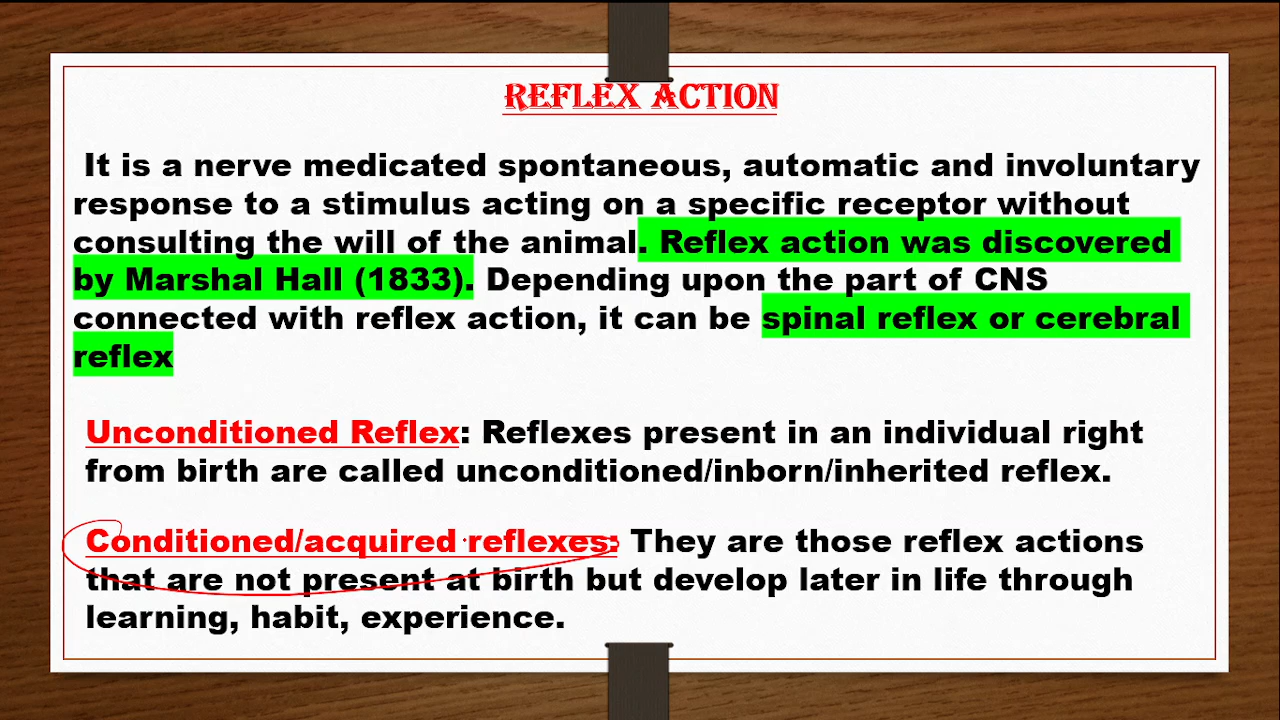 REFLEX ACTION
It is a nerve medicated spontaneous, automatic and involuntary
response to a stimulus acting on a specific receptor without
consulting the will of the animal. Reflex action was discovered
by Marshal Hall (1833). Depending upon the part of CNS
connected with reflex action, it can be spinal reflex or cerebral
reflex
Unconditioned Reflex: Reflexes present in an individual right
from birth are called unconditioned/inborn/inherited reflex.
Conditioned/acquired reflexes: They are those reflex actions
that are not present at birth but develop later in life through
learning, habit, experience.